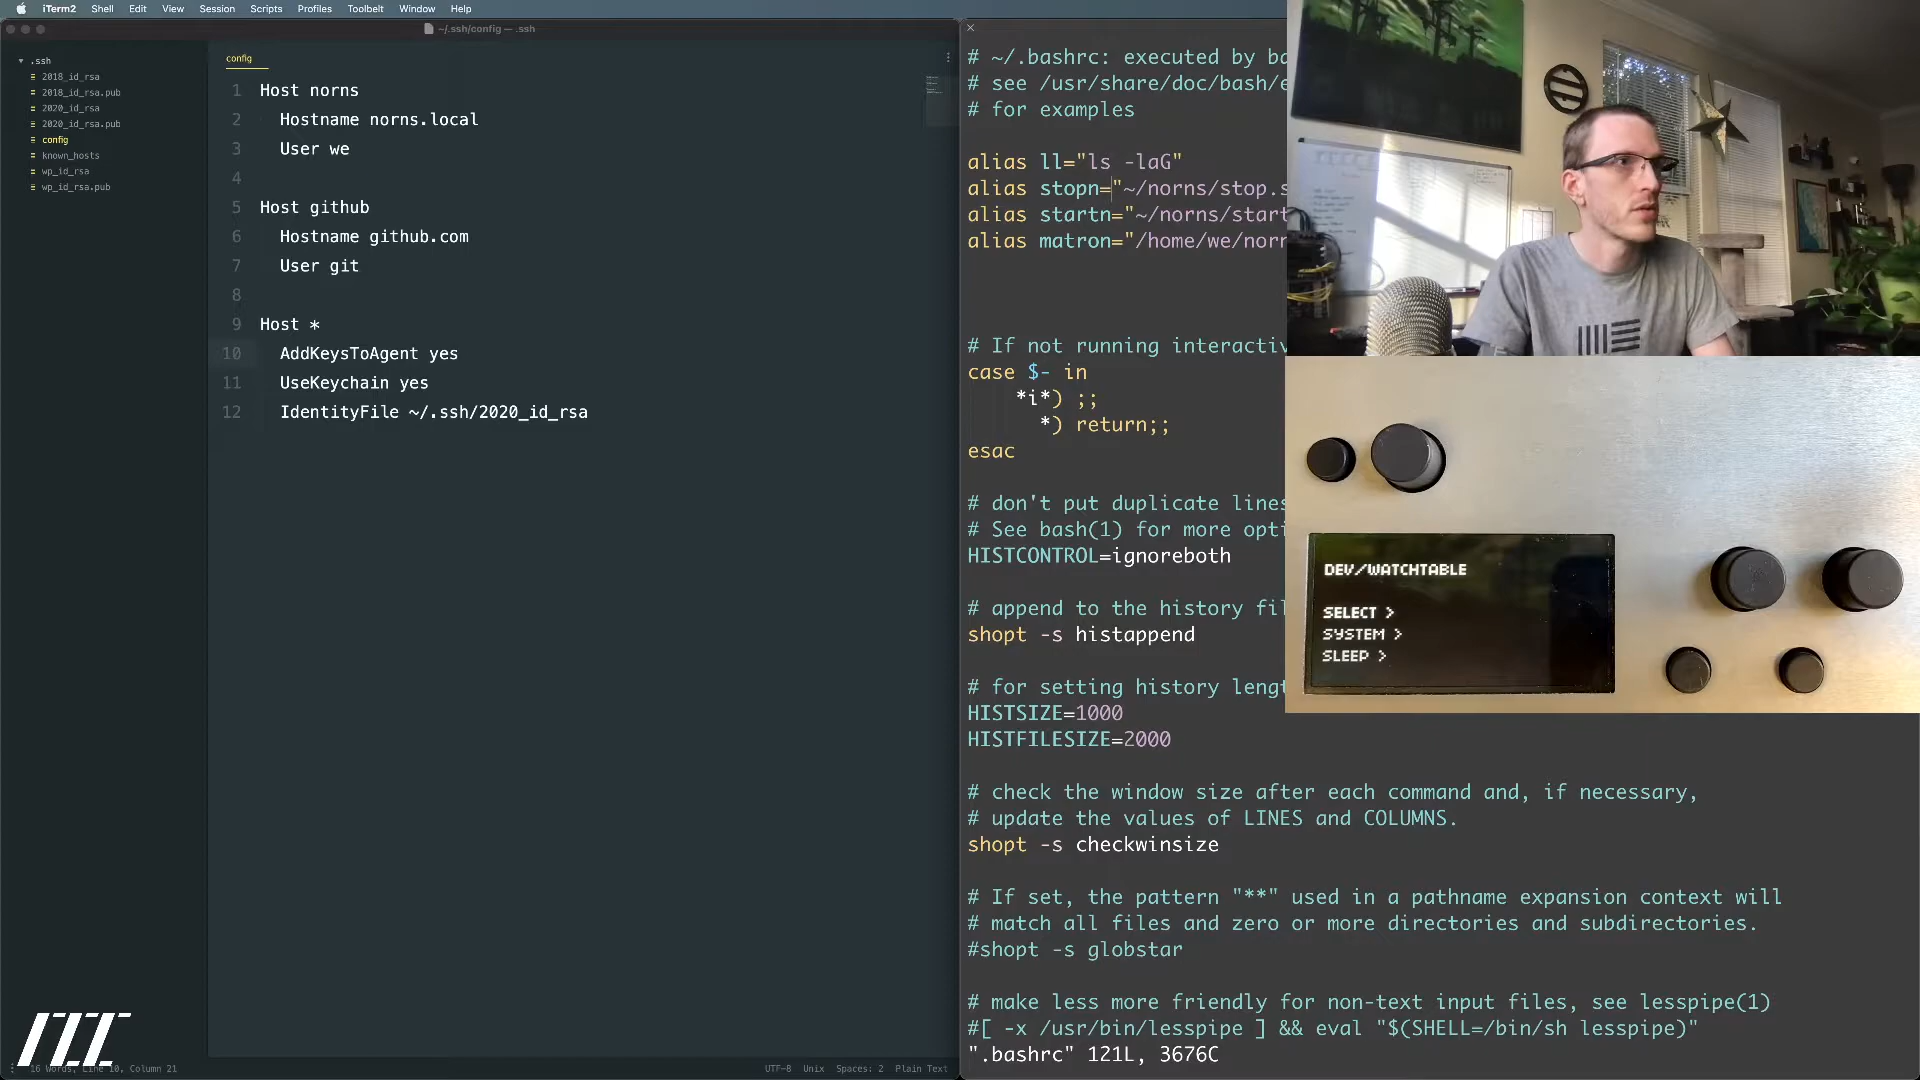 iTerm2 Shell Edit View Session Scripts Profiles Toolbelt Window Help
~/.ssh/config — .ssh
.ssh
2018_id_rsa
2018_id_rsa.pub
2020_id_rsa
2020_id_rsa.pub
config
known_hosts
wp_id_rsa
wp_id_rsa.pub
config
1 Host norns
2 Hostname norns.local
3 User we
4
5 Host github
6 Hostname github.com
7 User git
8
9 Host *
10 AddKeysToAgent yes
11 UseKeychain yes
12 IdentityFile ~/.ssh/2020_id_rsa
16 Words, Line 10, Column 21
UTF-8 Unix Spaces: 2 Plain Text
# ~/.bashrc: executed by ba
# see /usr/share/doc/bash/e
# for examples
alias ll="ls -laG"
alias stopn="~/norns/stop.s
alias startn="~/norns/start
alias matron="/home/we/norn
# If not running interactiv
case $- in
*i*) ;;
*) return;;
esac
# don't put duplicate lines
# See bash(1) for more opti
HISTCONTROL=ignoreboth
# append to the history fil
shopt -s histappend
# for setting history lengt
HISTSIZE=1000
HISTFILESIZE=2000
# check the window size after each command and, if necessary,
# update the values of LINES and COLUMNS.
shopt -s checkwinsize
# If set, the pattern "**" used in a pathname expansion context will
# match all files and zero or more directories and subdirectories.
#shopt -s globstar
# make less more friendly for non-text input files, see lesspipe(1)
#[ -x /usr/bin/lesspipe ] && eval "$(SHELL=/bin/sh lesspipe)"
".bashrc" 121L, 3676C
DEV/WATCHTABLE
SELECT >
SYSTEM >
SLEEP >